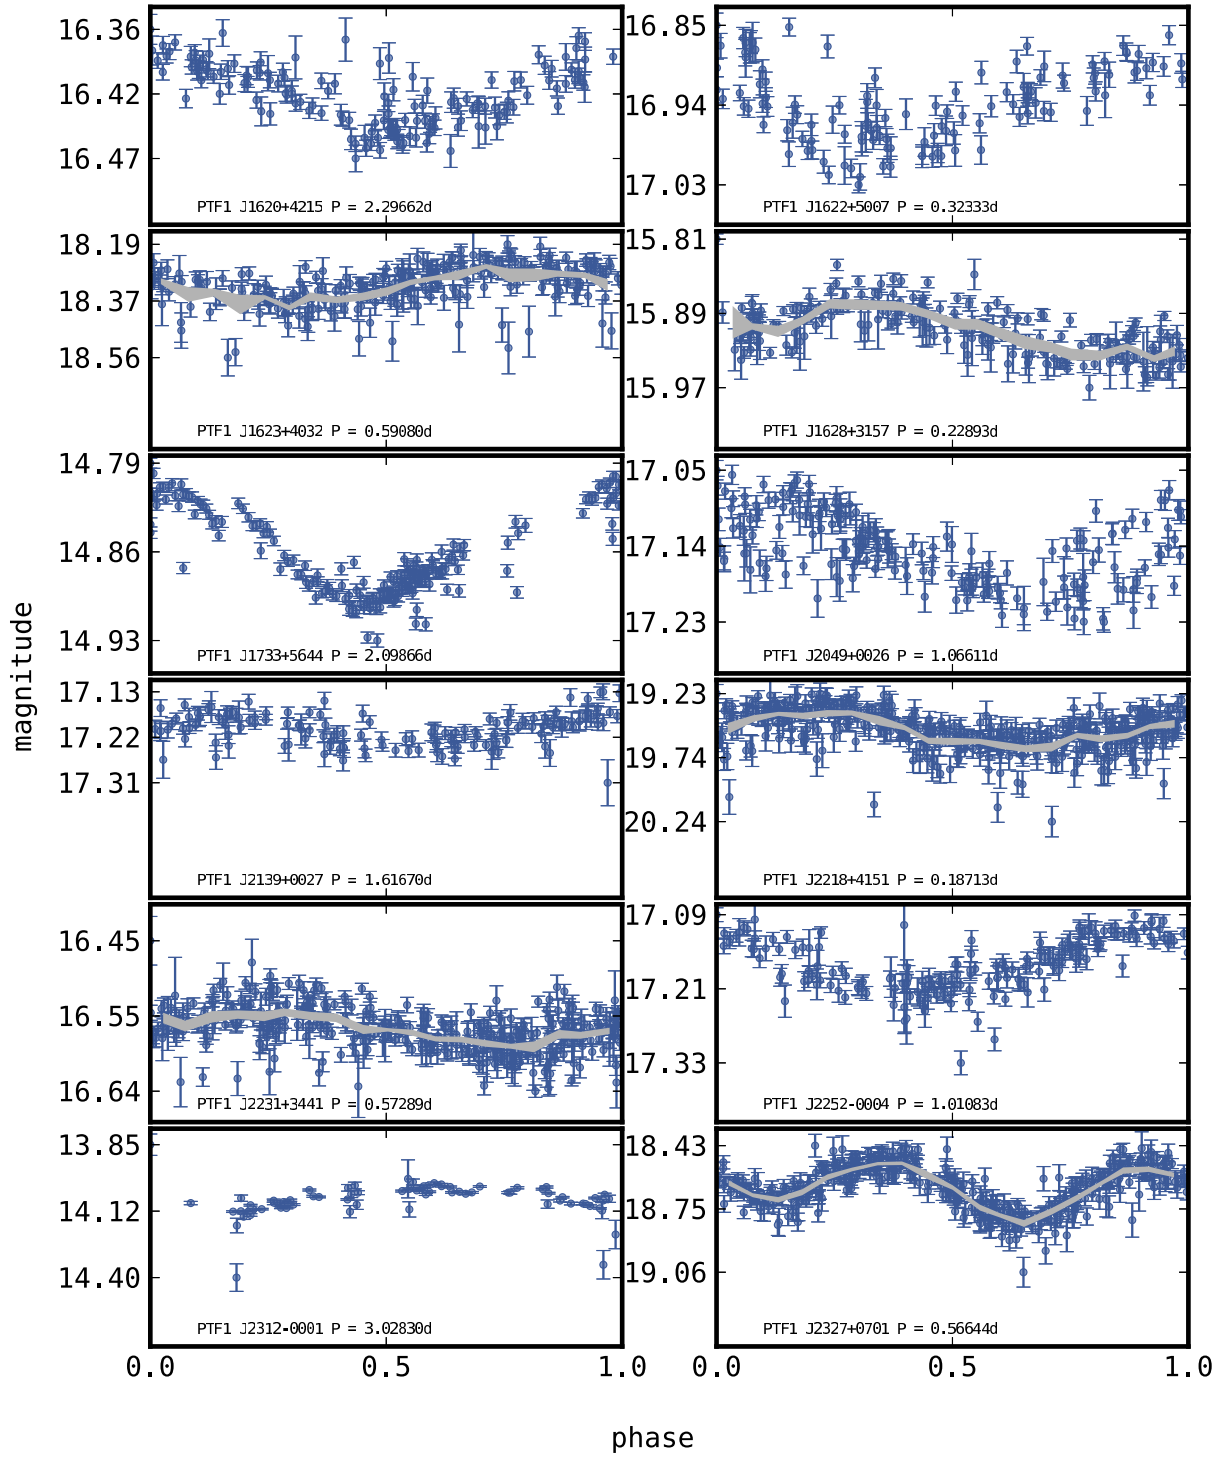 16.36
16.42
16.47
PTF1 J1620+4215 P = 2.29662d
16.85
16.94
17.03
PTF1 J1622+5007 P = 0.32333d
18.19
18.37
18.56
PTF1 J1623+4032 P = 0.59080d
15.81
15.89
15.97
PTF1 J1628+3157 P = 0.22893d
14.79
14.86
14.93
PTF1 J1733+5644 P = 2.09866d
17.05
17.14
17.23
PTF1 J2049+0026 P = 1.06611d
magnitude
17.13
17.22
17.31
PTF1 J2139+0027 P = 1.61670d
19.23
19.74
20.24
PTF1 J2218+4151 P = 0.18713d
16.45
16.55
16.64
PTF1 J2231+3441 P = 0.57289d
17.09
17.21
17.33
PTF1 J2252-0004 P = 1.01083d
13.85
14.12
14.40
PTF1 J2312-0001 P = 3.02830d
18.43
18.75
19.06
PTF1 J2327+0701 P = 0.56644d
0.0 0.5 1.0 0.0 0.5 1.0
phase